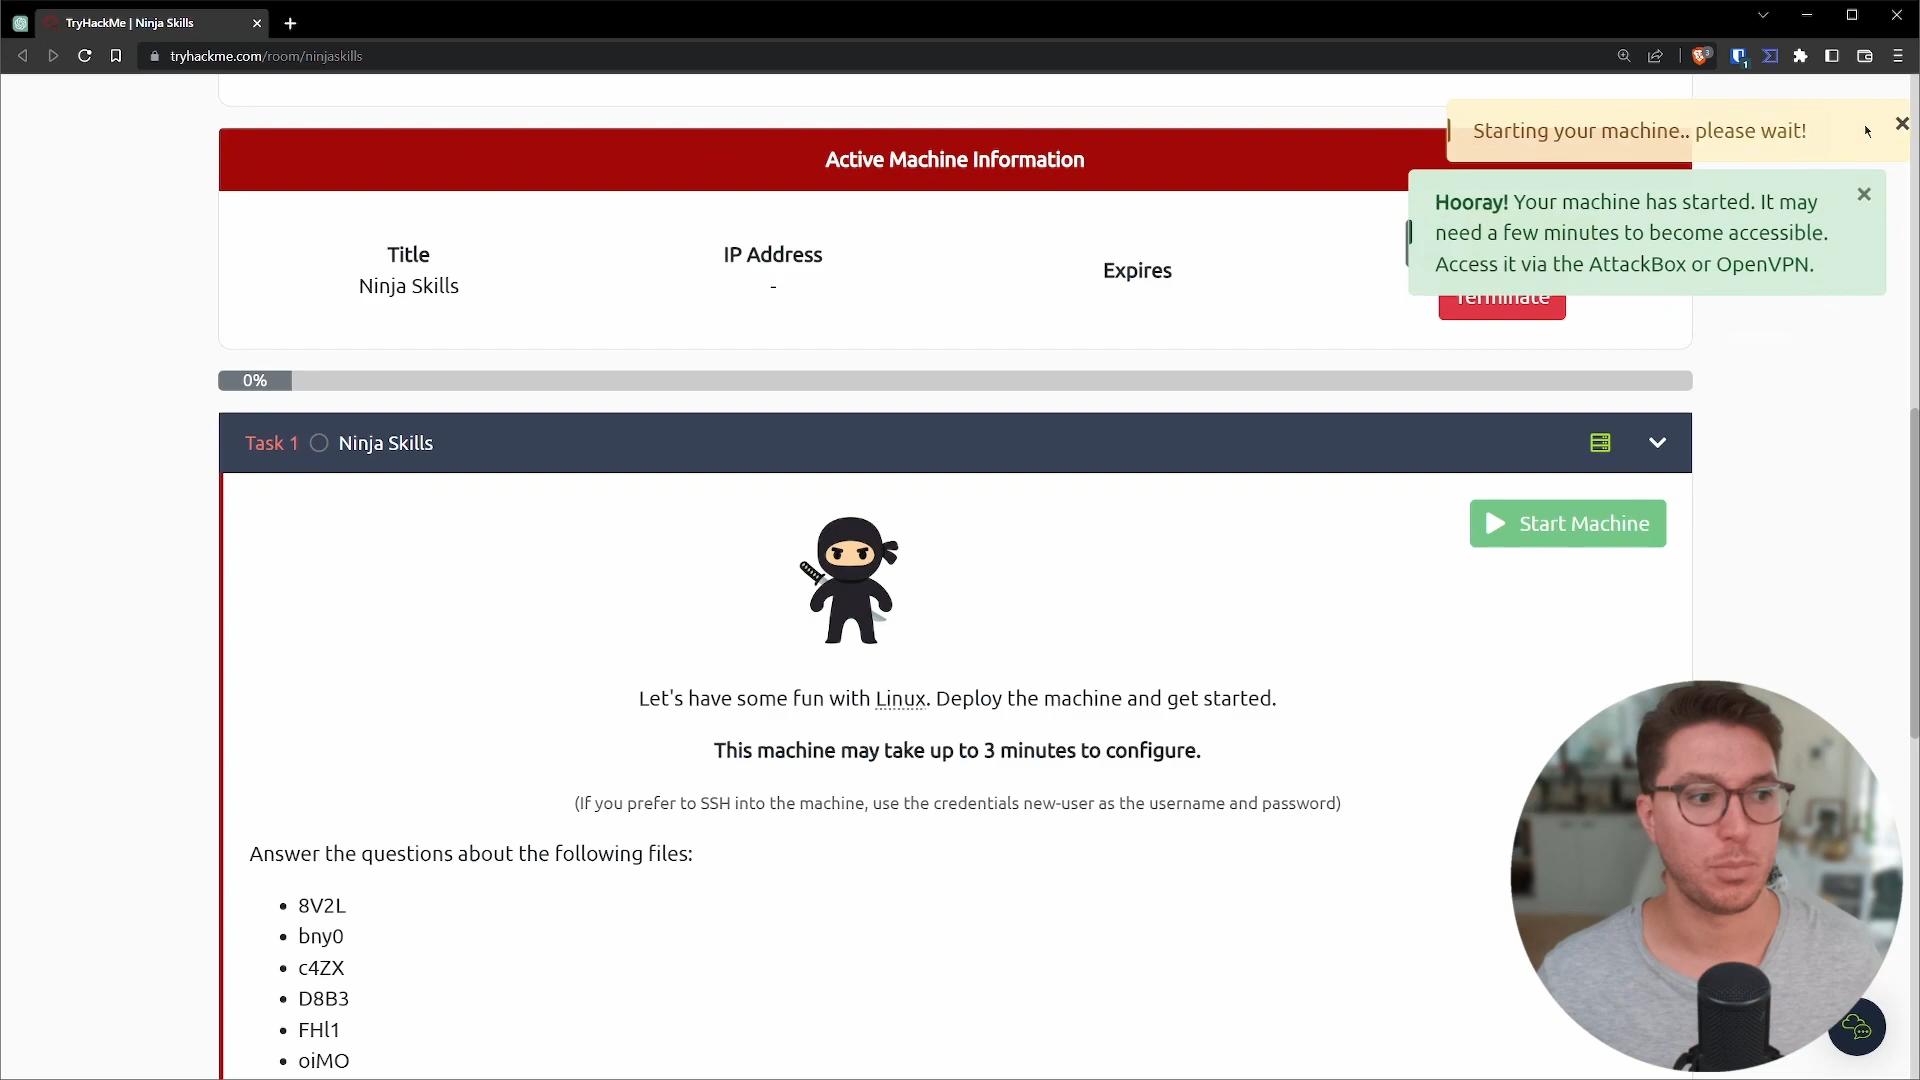 TryHackMe | Ninja Skills
tryhackme.com/room/ninjaskills
3
1
Starting your machine.. please wait!
Active Machine Information
Hooray! Your machine has started. It may
need a few minutes to become accessible.
Access it via the AttackBox or OpenVPN.
Title
Ninja Skills
IP Address
-
Expires
Terminate
0%
Task 1 Ninja Skills
Start Machine
Let's have some fun with Linux. Deploy the machine and get started.
This machine may take up to 3 minutes to configure.
(If you prefer to SSH into the machine, use the credentials new-user as the username and password)
Answer the questions about the following files:
• 8V2L
• bny0
• c4ZX
• D8B3
• FHl1
• oiMO